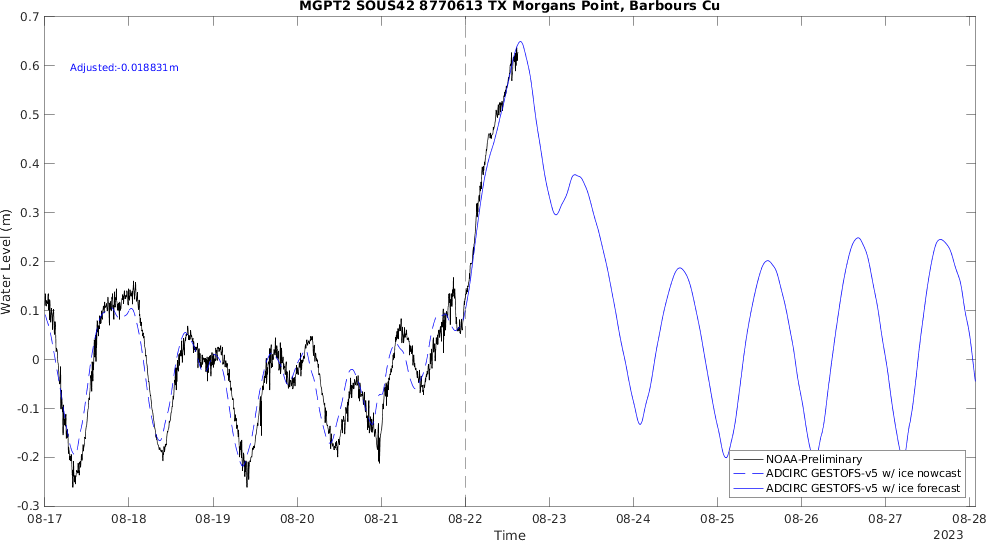 MGPT2 SOUS42 8770613 TX Morgans Point, Barbours Cu
Adjusted:-0.018831m
Water Level (m)
0.7
0.6
0.5
0.4
0.3
0.2
0.1
0
-0.1
-0.2
-0.3
NOAA-Preliminary
ADCIRC GESTOFS-v5 w/ ice nowcast
ADCIRC GESTOFS-v5 w/ ice forecast
08-17 08-18 08-19 08-20 08-21 08-22 08-23 08-24 08-25 08-26 08-27 08-28
Time
2023